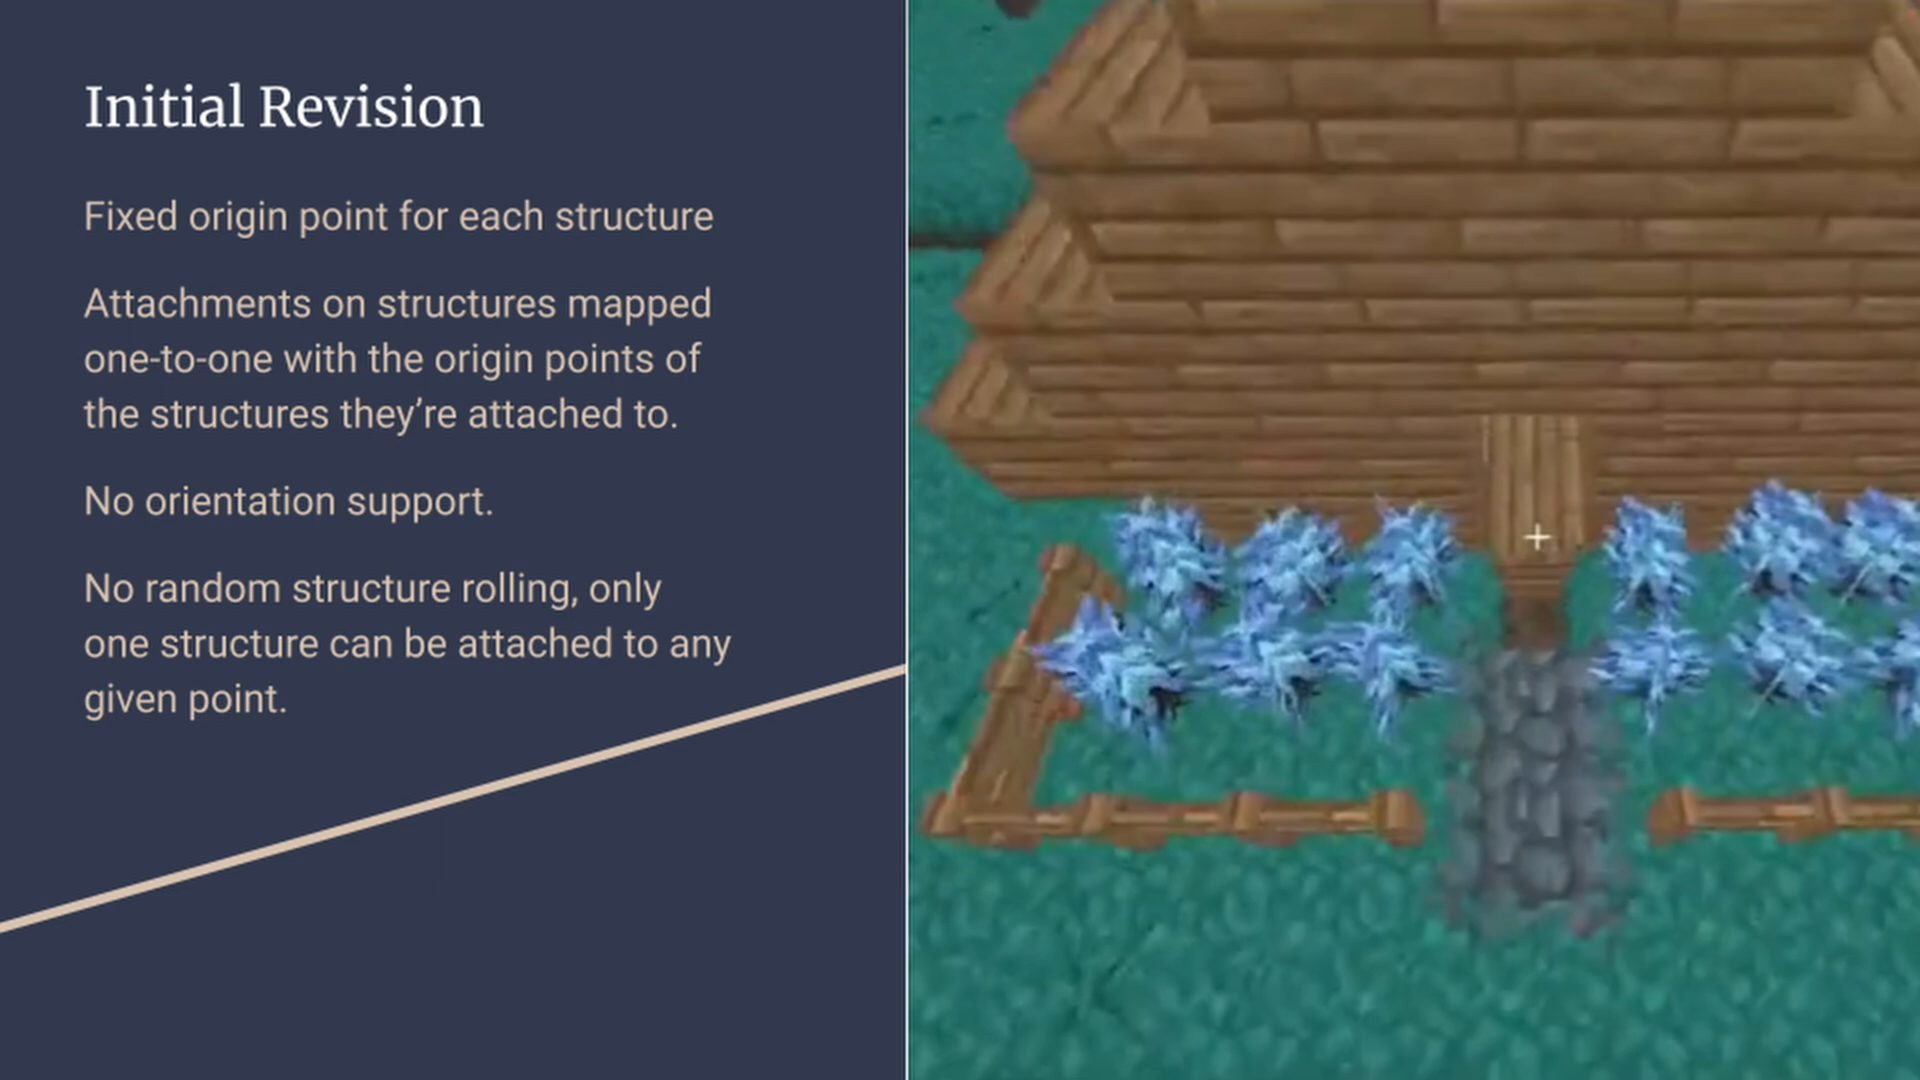 Initial Revision
Fixed origin point for each structure
Attachments on structures mapped
one-to-one with the origin points of
the structures they’re attached to.
No orientation support.
No random structure rolling, only
one structure can be attached to any
given point.